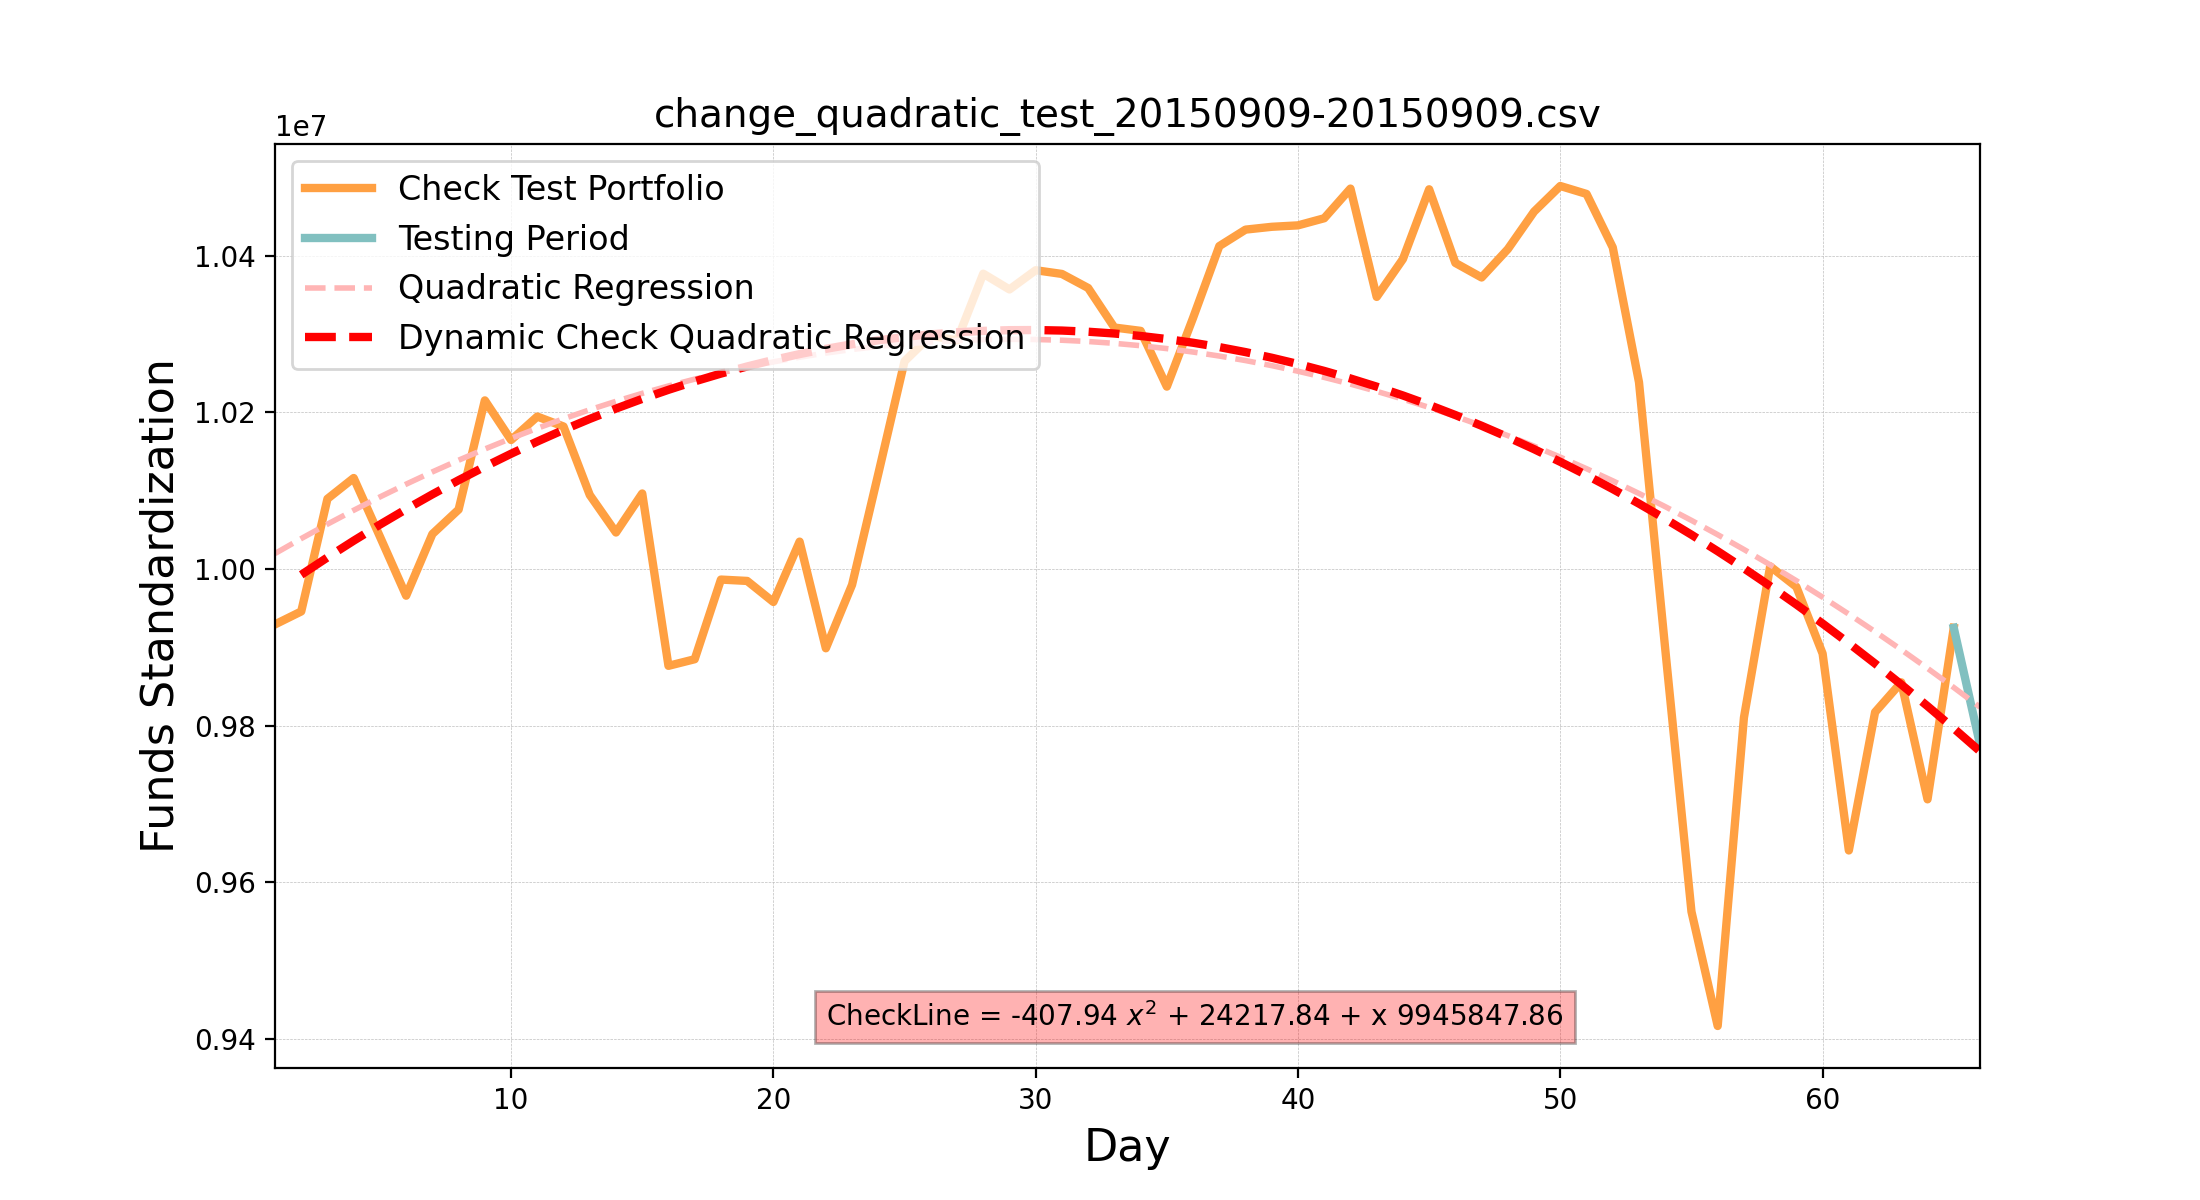 change_quadratic_test_20150909-20150909.csv
1e7
Check Test Portfolio
Testing Period
Quadratic Regression
Dynamic Check Quadratic Regression
1.04
1.02
1.00
0.98
0.96
0.94
Funds Standardization
CheckLine = -407.94 x² + 24217.84 + x 9945847.86
10 20 30 40 50 60
Day